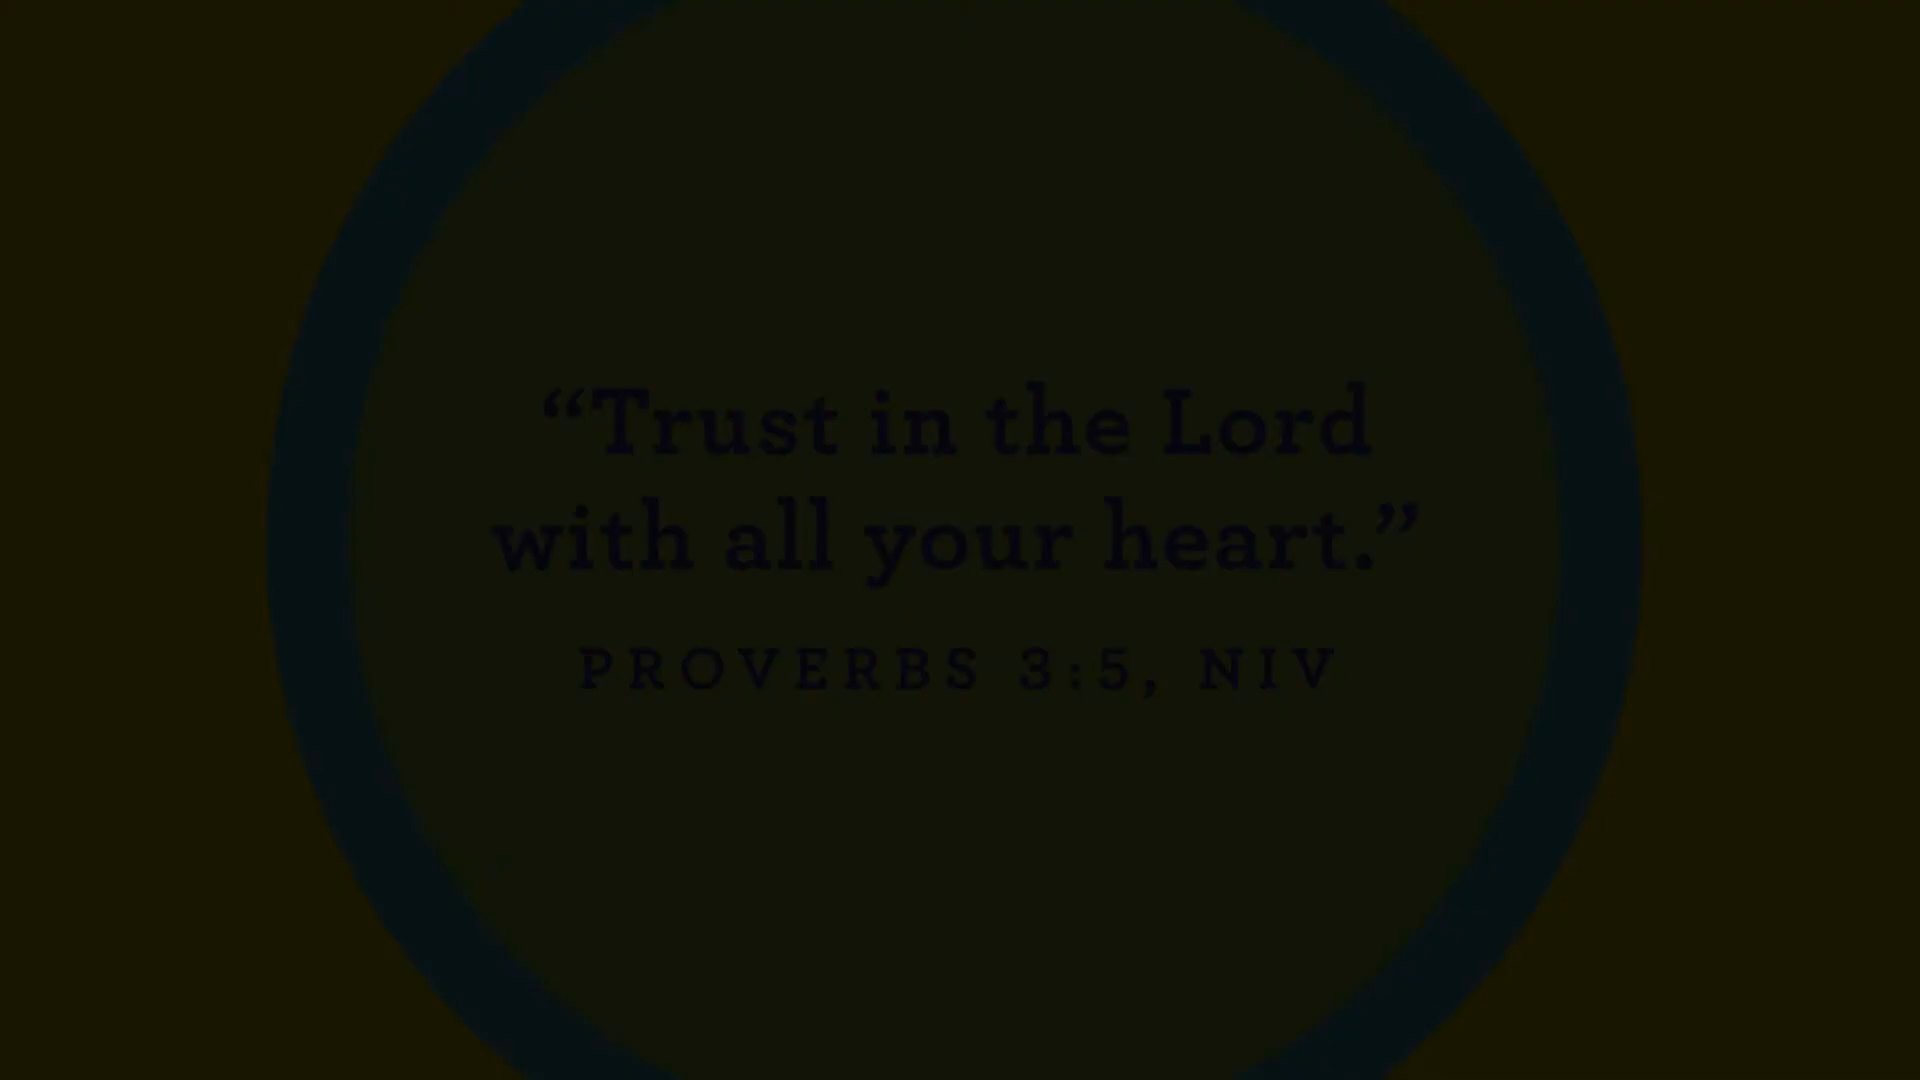 “Trust in the Lord
with all your heart.”
PROVERBS 3:5, NIV